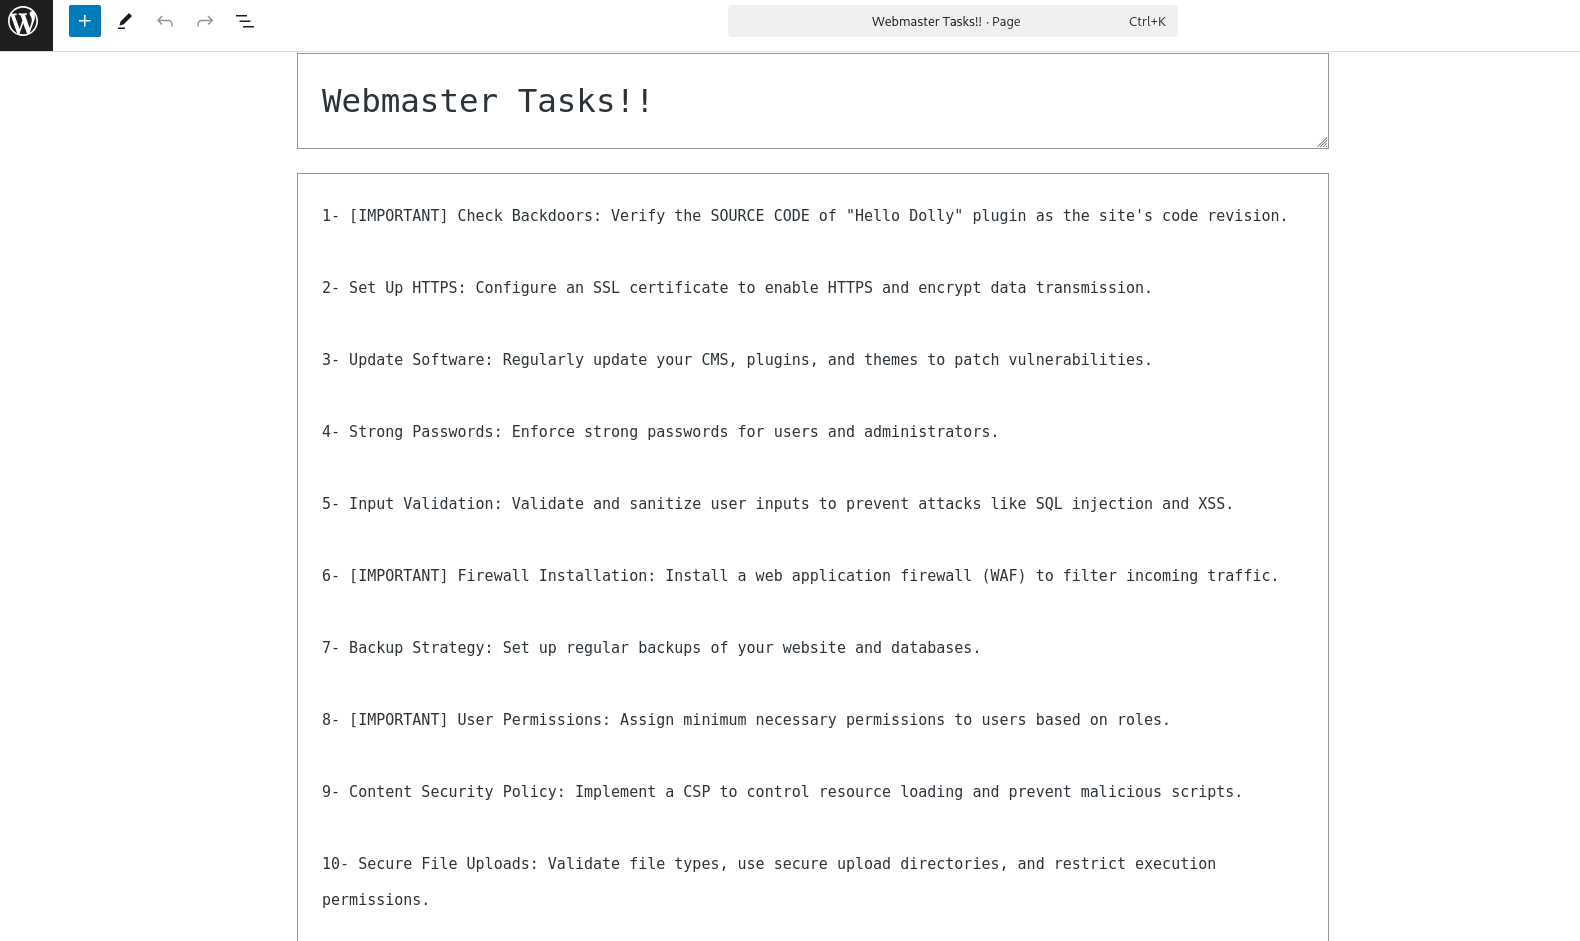 Webmaster Tasks!! · Page Ctrl+K
Webmaster Tasks!!
1- [IMPORTANT] Check Backdoors: Verify the SOURCE CODE of "Hello Dolly" plugin as the site's code revision.
2- Set Up HTTPS: Configure an SSL certificate to enable HTTPS and encrypt data transmission.
3- Update Software: Regularly update your CMS, plugins, and themes to patch vulnerabilities.
4- Strong Passwords: Enforce strong passwords for users and administrators.
5- Input Validation: Validate and sanitize user inputs to prevent attacks like SQL injection and XSS.
6- [IMPORTANT] Firewall Installation: Install a web application firewall (WAF) to filter incoming traffic.
7- Backup Strategy: Set up regular backups of your website and databases.
8- [IMPORTANT] User Permissions: Assign minimum necessary permissions to users based on roles.
9- Content Security Policy: Implement a CSP to control resource loading and prevent malicious scripts.
10- Secure File Uploads: Validate file types, use secure upload directories, and restrict execution
permissions.